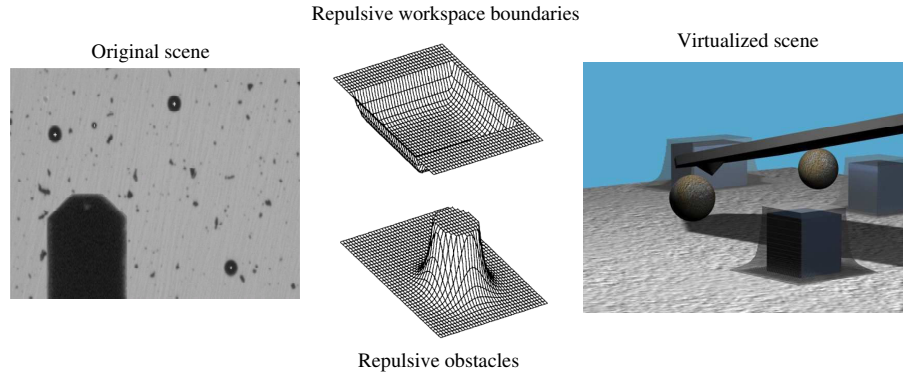 Repulsive workspace boundaries
Original scene
Virtualized scene
Repulsive obstacles